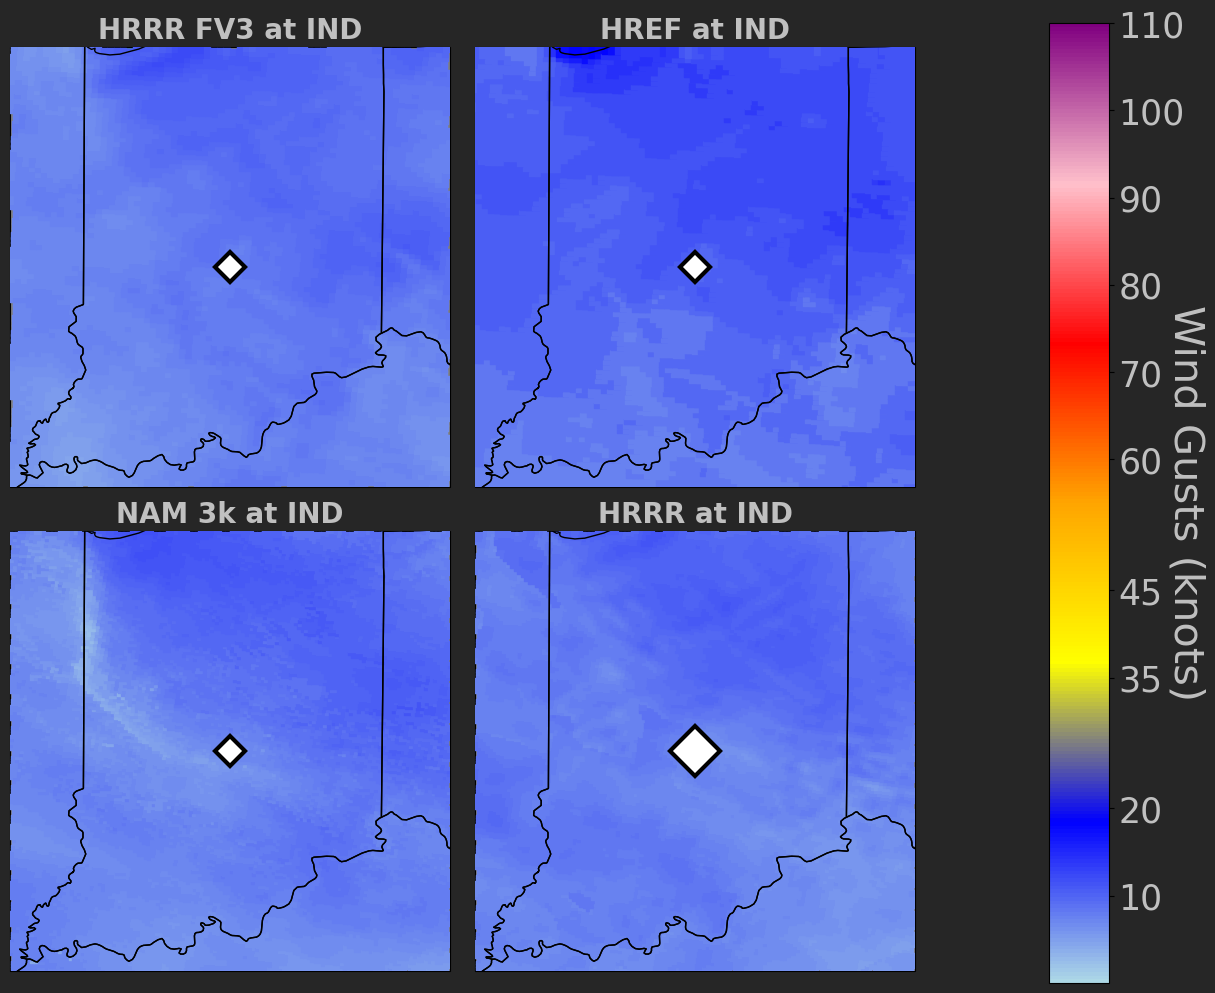 HRRR FV3 at IND
HREF at IND
NAM 3k at IND
HRRR at IND
110
100
90
80
70
60
45
35
20
10
Wind Gusts (knots)